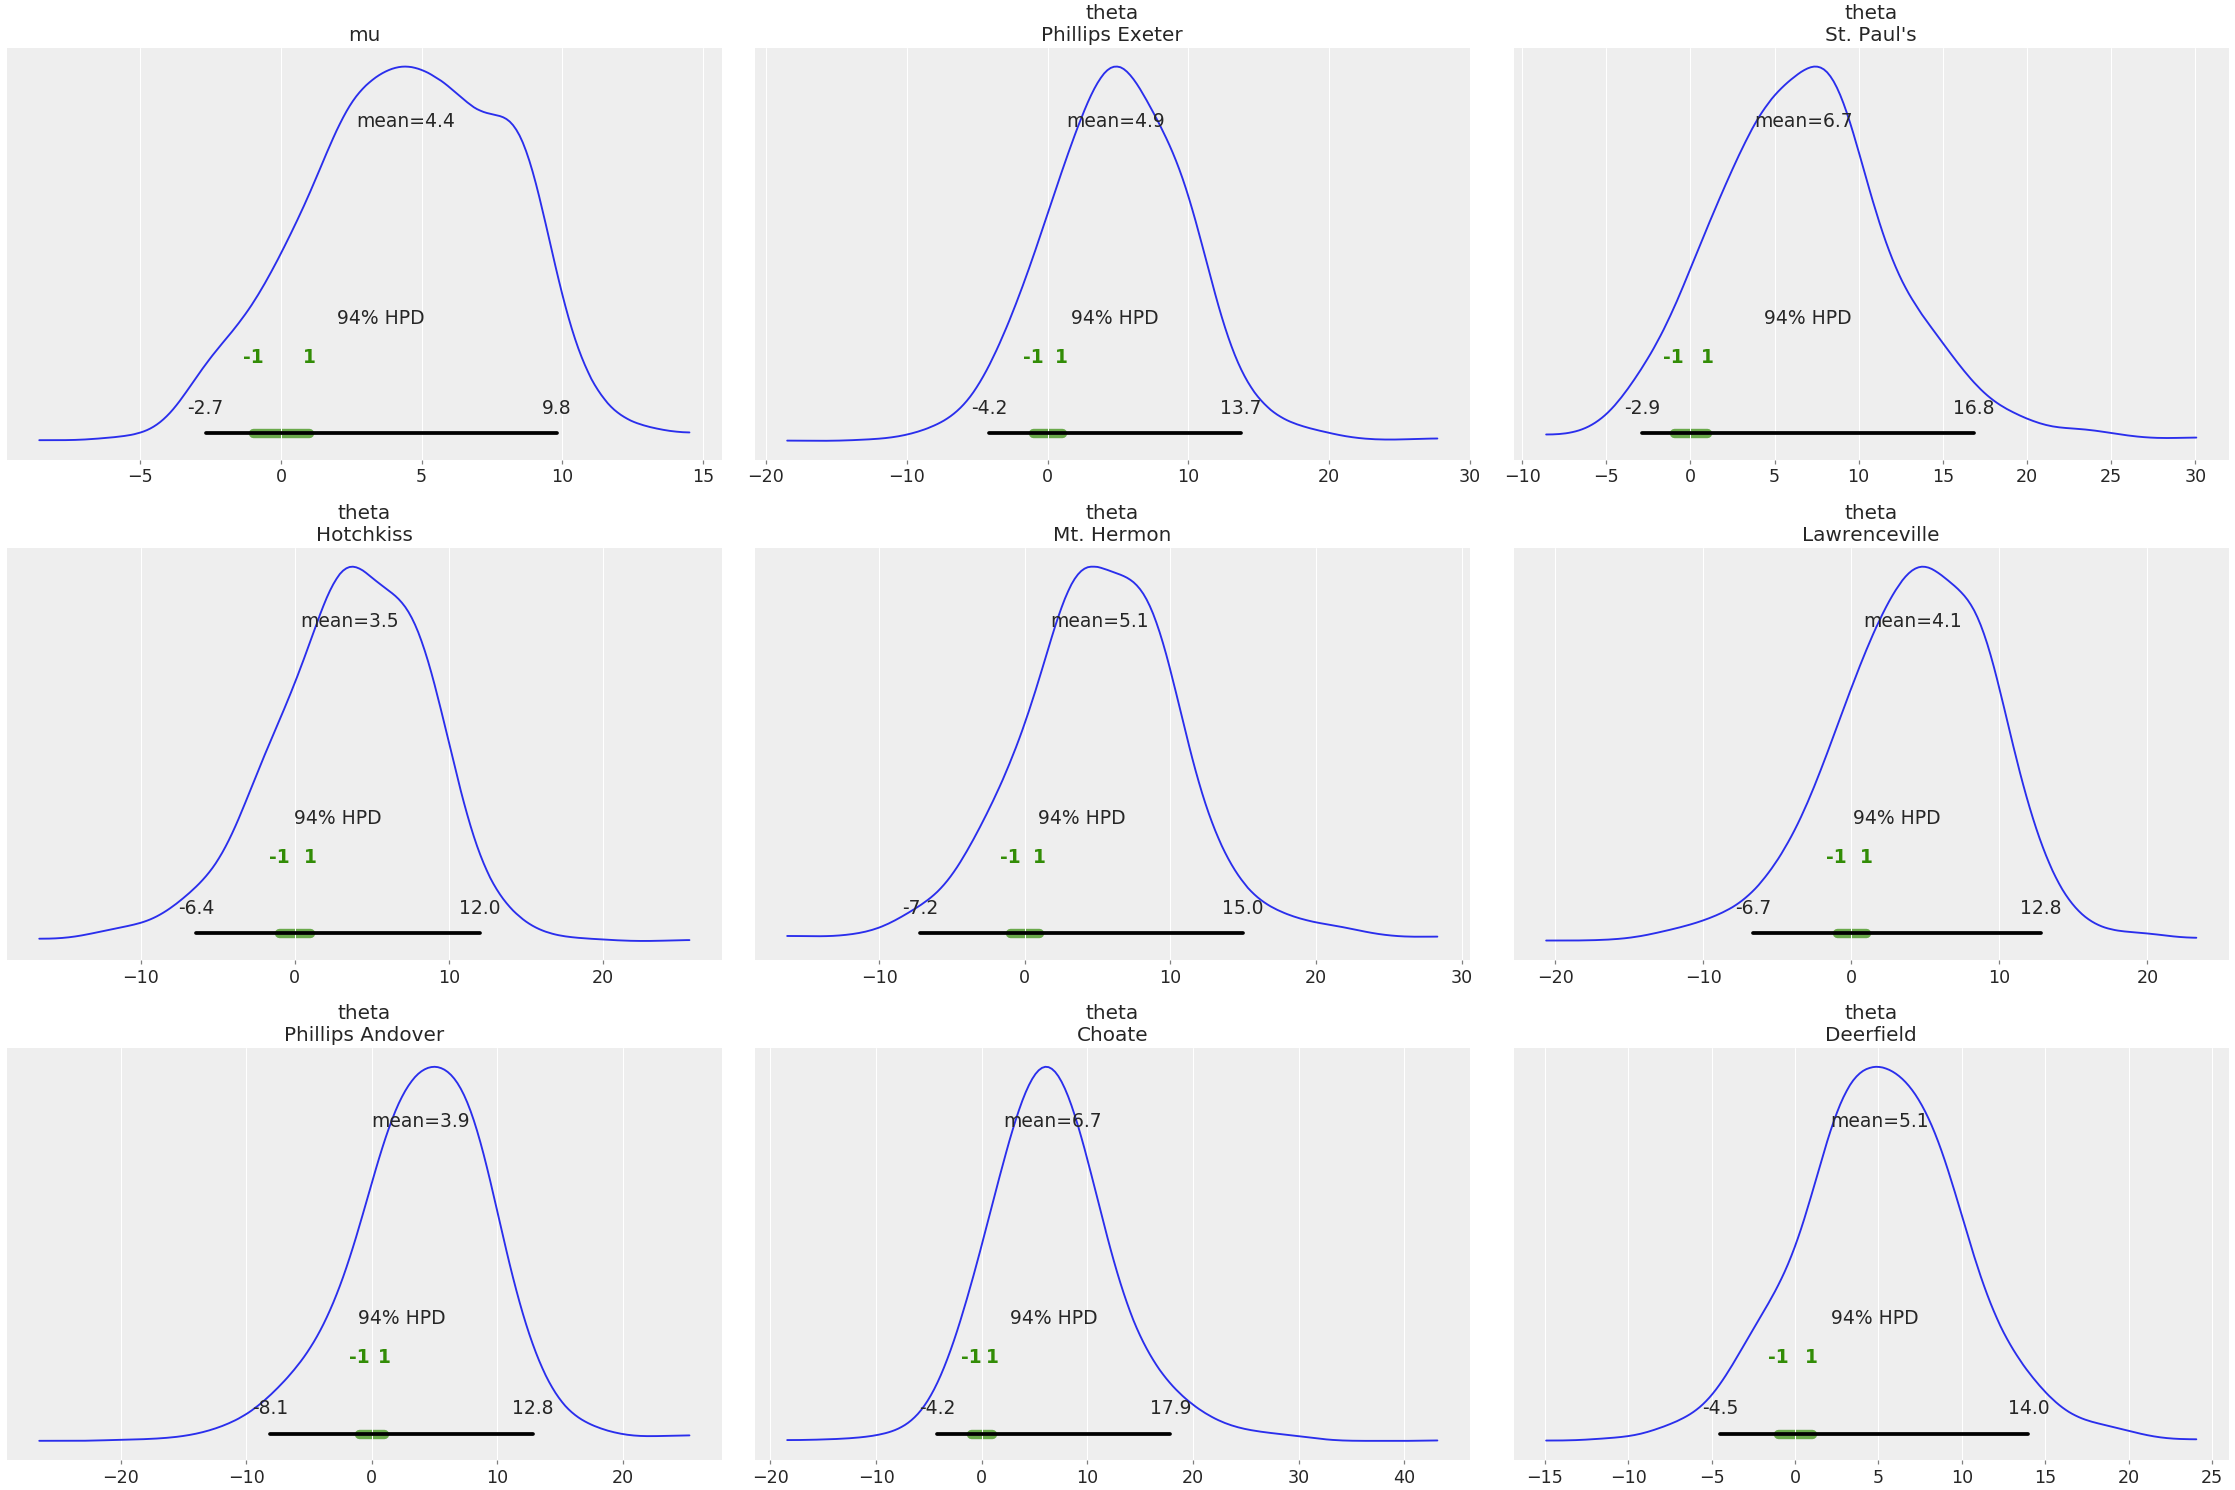 mu
mean=4.4
94% HPD
-1 1
-2.7 9.8
−5 0 5 10 15
theta
Phillips Exeter
mean=4.9
94% HPD
-1 1
-4.2 13.7
−20 −10 0 10 20 30
theta
St. Paul's
mean=6.7
94% HPD
-1 1
-2.9 16.8
−10 −5 0 5 10 15 20 25 30
theta
Hotchkiss
mean=3.5
94% HPD
-1 1
-6.4 12.0
−10 0 10 20
theta
Mt. Hermon
mean=5.1
94% HPD
-1 1
-7.2 15.0
−10 0 10 20 30
theta
Lawrenceville
mean=4.1
94% HPD
-1 1
-6.7 12.8
−20 −10 0 10 20
theta
Phillips Andover
mean=3.9
94% HPD
-1 1
-8.1 12.8
−20 −10 0 10 20
theta
Choate
mean=6.7
94% HPD
-1 1
-4.2 17.9
−20 −10 0 10 20 30 40
theta
Deerfield
mean=5.1
94% HPD
-1 1
-4.5 14.0
−15 −10 −5 0 5 10 15 20 25